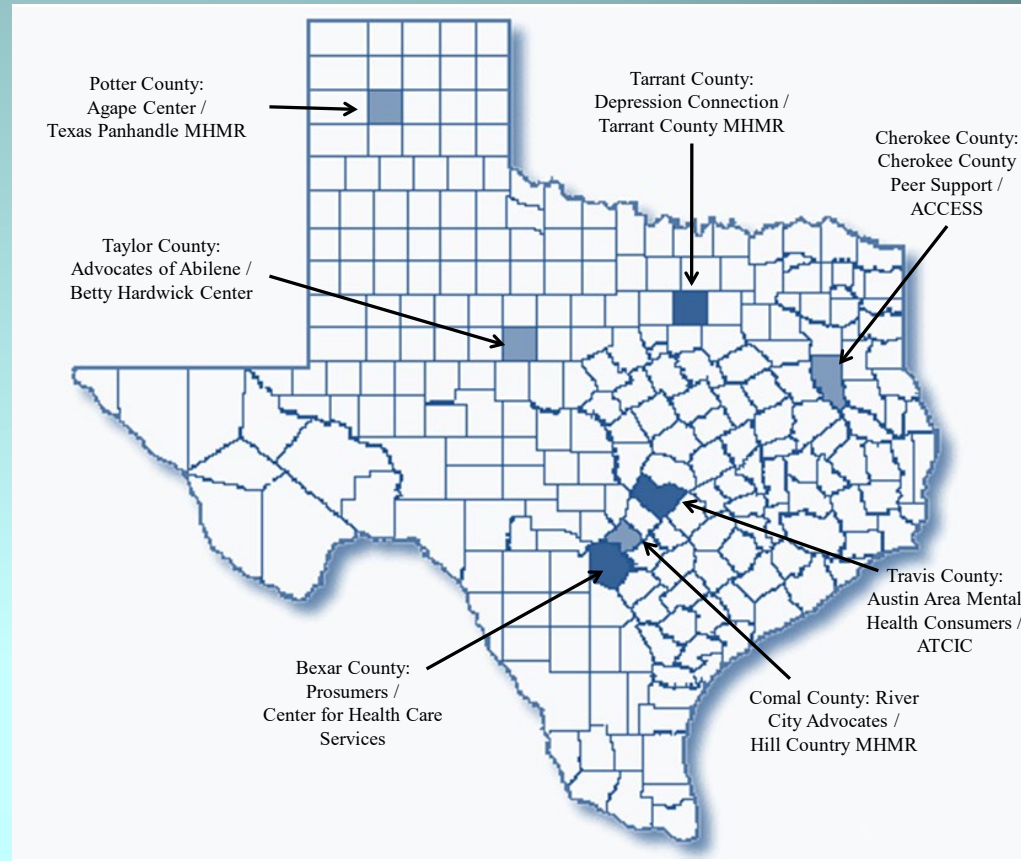 Potter County:
Agape Center /
Texas Panhandle MHMR
Tarrant County:
Depression Connection /
Tarrant County MHMR
Cherokee County:
Cherokee County
Peer Support /
ACCESS
Taylor County:
Advocates of Abilene /
Betty Hardwick Center
Travis County:
Austin Area Mental
Health Consumers /
ATCIC
Bexar County:
Prosumers /
Center for Health Care
Services
Comal County: River
City Advocates /
Hill Country MHMR